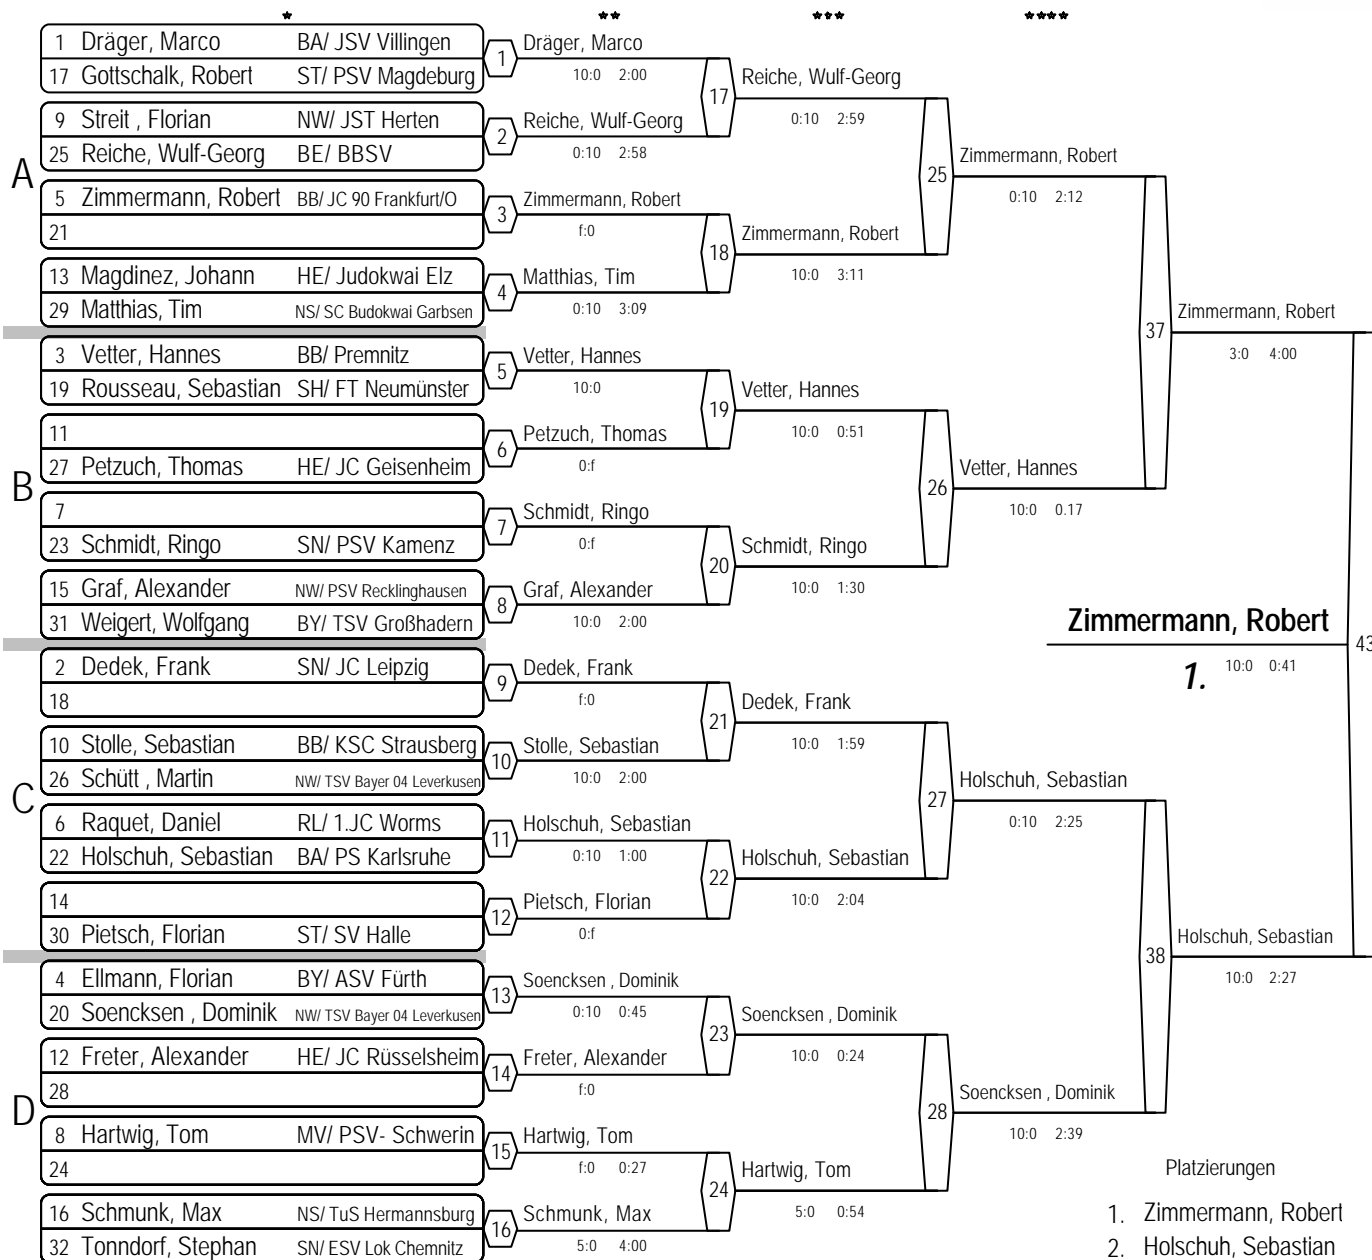 * ** *** ****
A
1 Dräger, Marco BA/ JSV Villingen
17 Gottschalk, Robert ST/ PSV Magdeburg
9 Streit , Florian NW/ JST Herten
25 Reiche, Wulf-Georg BE/ BBSV
5 Zimmermann, Robert BB/ JC 90 Frankfurt/O
21
13 Magdinez, Johann HE/ Judokwai Elz
29 Matthias, Tim NS/ SC Budokwai Garbsen
B
3 Vetter, Hannes BB/ Premnitz
19 Rousseau, Sebastian SH/ FT Neumünster
11
27 Petzuch, Thomas HE/ JC Geisenheim
7
23 Schmidt, Ringo SN/ PSV Kamenz
15 Graf, Alexander NW/ PSV Recklinghausen
31 Weigert, Wolfgang BY/ TSV Großhadern
C
2 Dedek, Frank SN/ JC Leipzig
18
10 Stolle, Sebastian BB/ KSC Strausberg
26 Schütt , Martin NW/ TSV Bayer 04 Leverkusen
6 Raquet, Daniel RL/ 1.JC Worms
22 Holschuh, Sebastian BA/ PS Karlsruhe
14
30 Pietsch, Florian ST/ SV Halle
D
4 Ellmann, Florian BY/ ASV Fürth
20 Soencksen , Dominik NW/ TSV Bayer 04 Leverkusen
12 Freter, Alexander HE/ JC Rüsselsheim
28
8 Hartwig, Tom MV/ PSV- Schwerin
24
16 Schmunk, Max NS/ TuS Hermannsburg
32 Tonndorf, Stephan SN/ ESV Lok Chemnitz
1 Dräger, Marco
10:0 2:00
2 Reiche, Wulf-Georg
0:10 2:58
3 Zimmermann, Robert
f:0
4 Matthias, Tim
0:10 3:09
5 Vetter, Hannes
10:0
6 Petzuch, Thomas
0:f
7 Schmidt, Ringo
0:f
8 Graf, Alexander
10:0 2:00
9 Dedek, Frank
f:0
10 Stolle, Sebastian
10:0 2:00
11 Holschuh, Sebastian
0:10 1:00
12 Pietsch, Florian
0:f
13 Soencksen , Dominik
0:10 0:45
14 Freter, Alexander
f:0
15 Hartwig, Tom
f:0 0:27
16 Schmunk, Max
5:0 4:00
17 Reiche, Wulf-Georg
0:10 2:59
18 Zimmermann, Robert
10:0 3:11
19 Vetter, Hannes
10:0 0:51
20 Schmidt, Ringo
10:0 1:30
21 Dedek, Frank
10:0 1:59
22 Holschuh, Sebastian
10:0 2:04
23 Soencksen , Dominik
10:0 0:24
24 Hartwig, Tom
5:0 0:54
25 Zimmermann, Robert
0:10 2:12
26 Vetter, Hannes
10:0 0.17
27 Holschuh, Sebastian
0:10 2:25
28 Soencksen , Dominik
10:0 2:39
37 Zimmermann, Robert
3:0 4:00
38 Holschuh, Sebastian
10:0 2:27
Zimmermann, Robert 43
1. 10:0 0:41
Platzierungen
1. Zimmermann, Robert
2. Holschuh, Sebastian